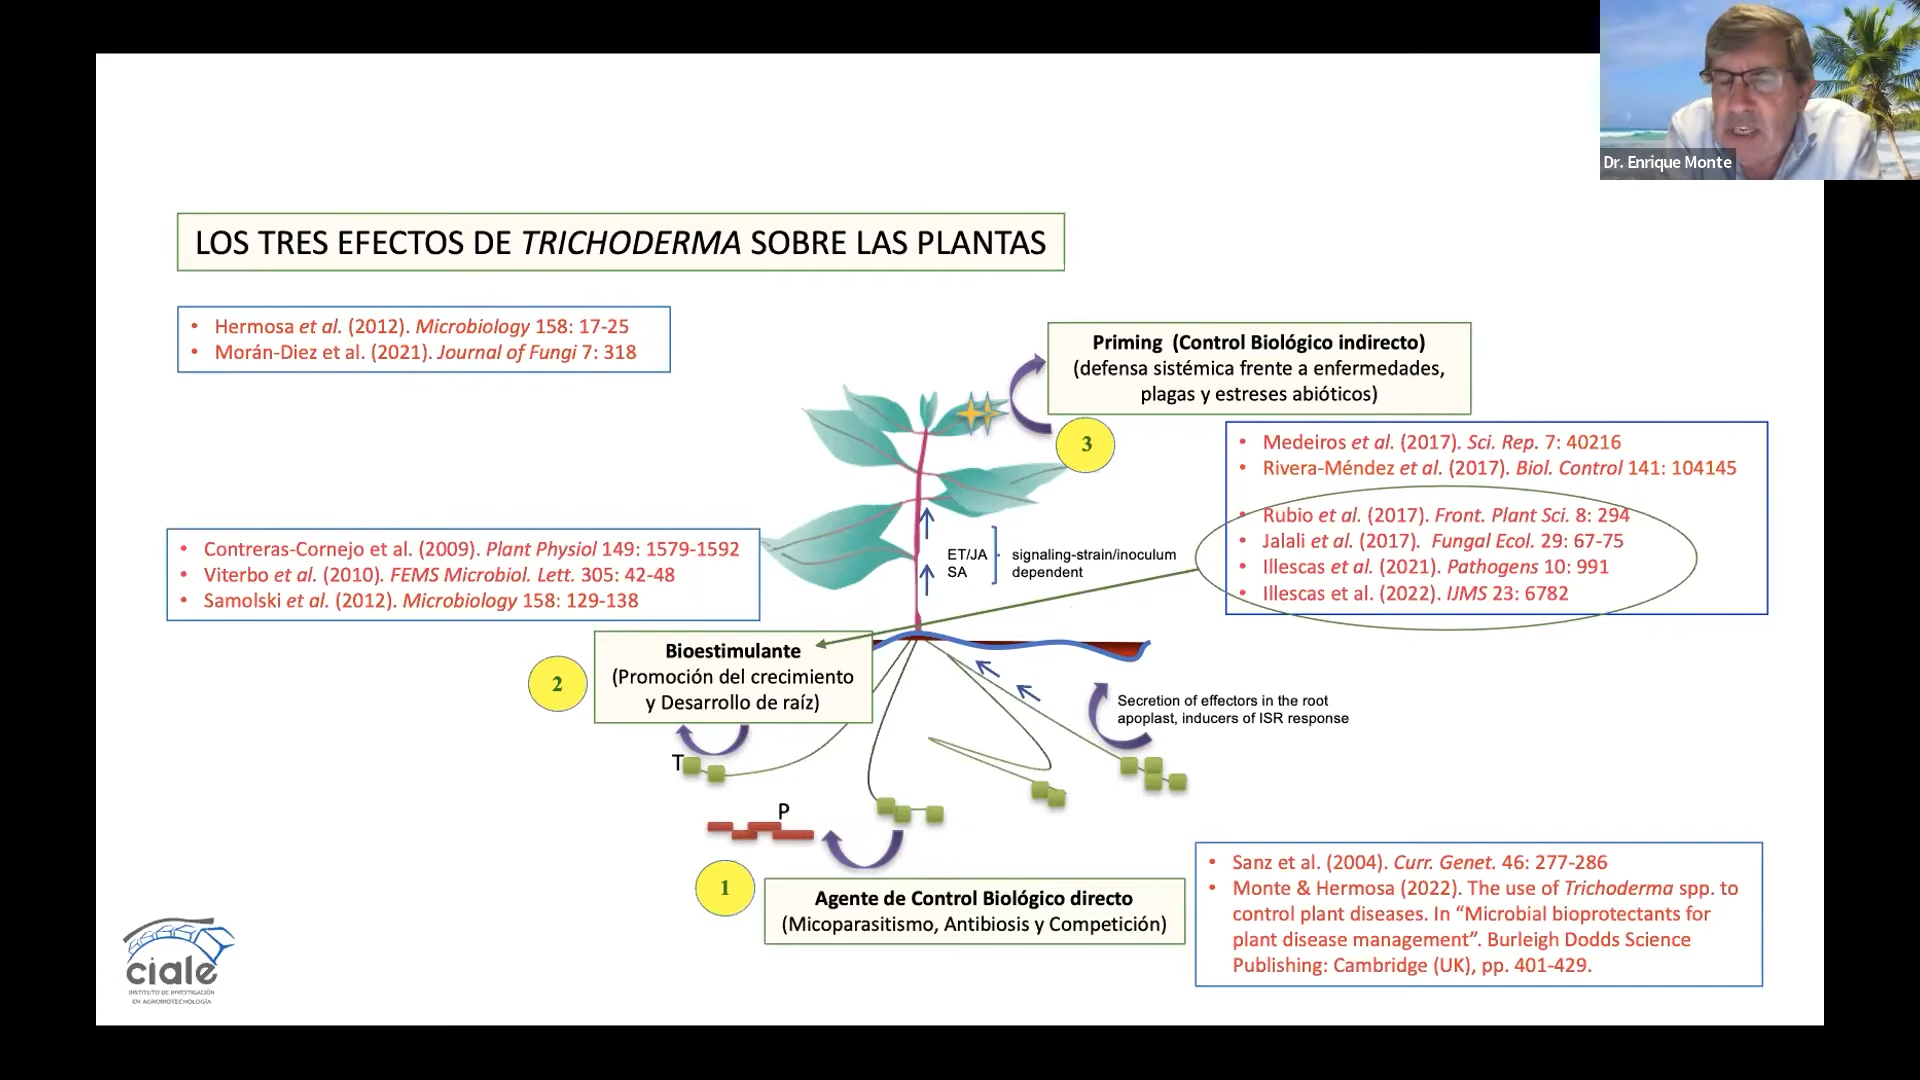 Dr. Enrique Monte
LOS TRES EFECTOS DE TRICHODERMA SOBRE LAS PLANTAS
• Hermosa et al. (2012). Microbiology 158: 17-25
• Morán-Diez et al. (2021). Journal of Fungi 7: 318
Priming (Control Biológico indirecto)
(defensa sistémica frente a enfermedades,
plagas y estreses abióticos)
3
• Medeiros et al. (2017). Sci. Rep. 7: 40216
• Rivera-Méndez et al. (2017). Biol. Control 141: 104145
• Rubio et al. (2017). Front. Plant Sci. 8: 294
• Jalali et al. (2017). Fungal Ecol. 29: 67-75
• Illescas et al. (2021). Pathogens 10: 991
• Illescas et al. (2022). IJMS 23: 6782
• Contreras-Cornejo et al. (2009). Plant Physiol 149: 1579-1592
• Viterbo et al. (2010). FEMS Microbiol. Lett. 305: 42-48
• Samolski et al. (2012). Microbiology 158: 129-138
ET/JA
SA
signaling-strain/inoculum
dependent
2
Bioestimulante
(Promoción del crecimiento
y Desarrollo de raíz)
Secretion of effectors in the root
apoplast, inducers of ISR response
T
P
1
Agente de Control Biológico directo
(Micoparasitismo, Antibiosis y Competición)
• Sanz et al. (2004). Curr. Genet. 46: 277-286
• Monte & Hermosa (2022). The use of Trichoderma spp. to
control plant diseases. In “Microbial bioprotectants for
plant disease management”. Burleigh Dodds Science
Publishing: Cambridge (UK), pp. 401-429.
ciale
INSTITUTO DE INVESTIGACIÓN
EN AGROBIOTECNOLOGÍA